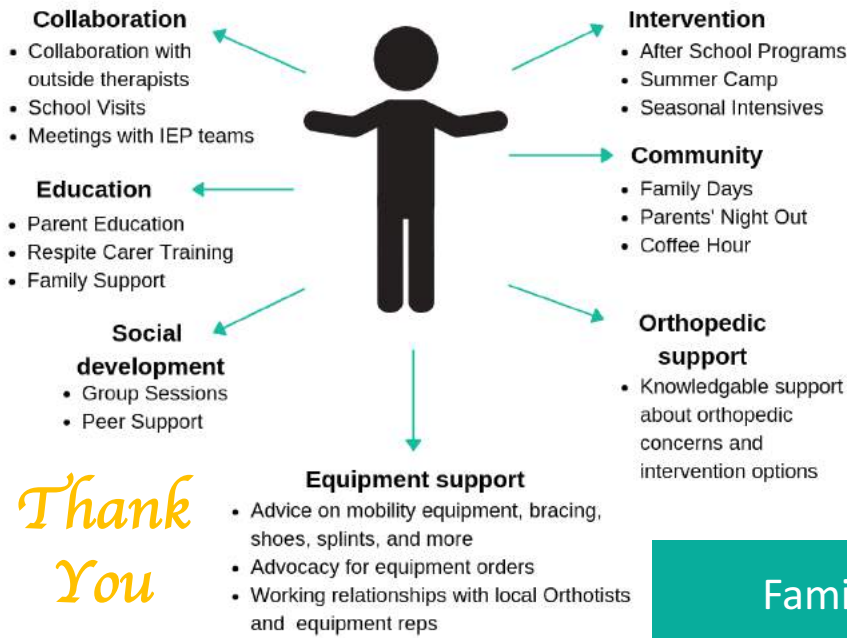 Collaboration
• Collaboration with
outside therapists
• School Visits
• Meetings with IEP teams
Education
• Parent Education
• Respite Carer Training
• Family Support
Social
development
• Group Sessions
• Peer Support
Equipment support
• Advice on mobility equipment, bracing,
shoes, splints, and more
• Advocacy for equipment orders
• Working relationships with local Orthotists
and equipment reps
Intervention
• After School Programs
• Summer Camp
• Seasonal Intensives
Community
• Family Days
• Parents' Night Out
• Coffee Hour
Orthopedic
support
• Knowledgable support
about orthopedic
concerns and
intervention options
Thank
You